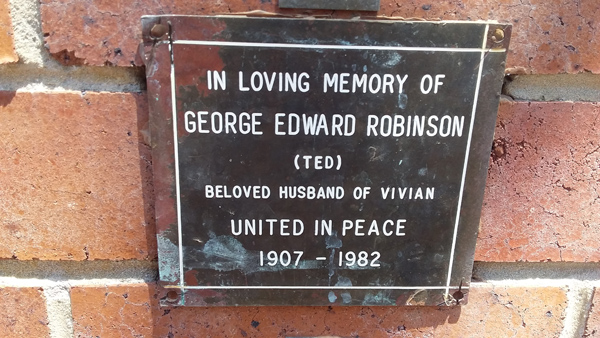 IN LOVING MEMORY OF
GEORGE EDWARD ROBINSON
(TED)
BELOVED HUSBAND OF VIVIAN
UNITED IN PEACE
1907 - 1982